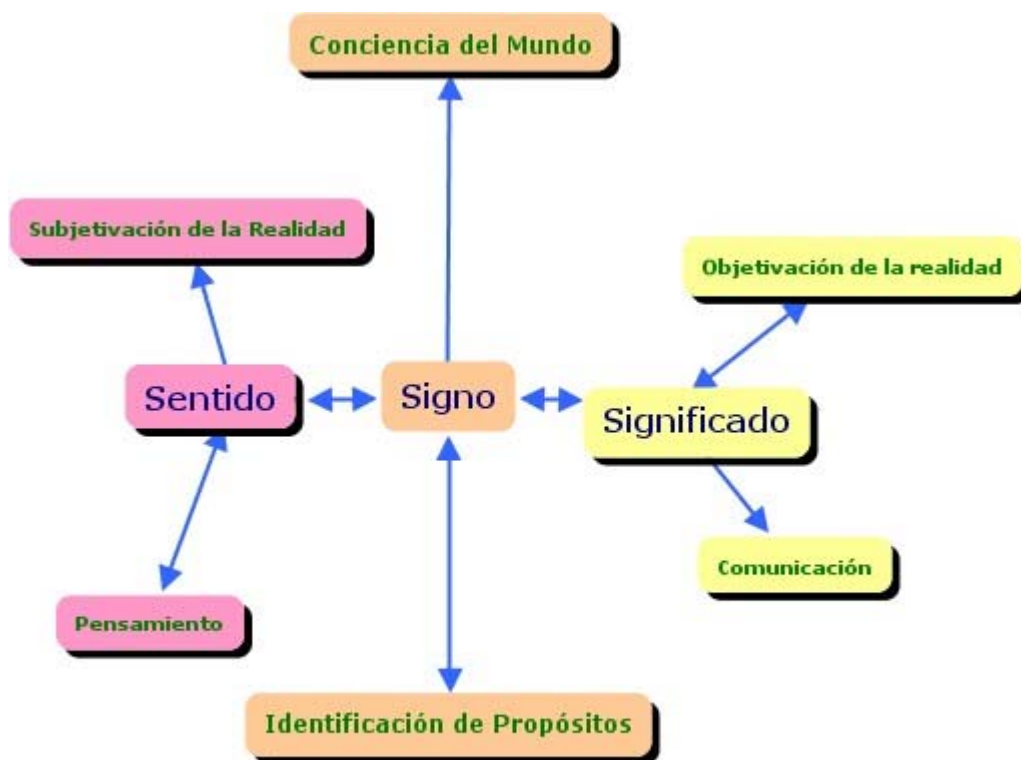 Conciencia del Mundo
Subjetivación de la Realidad
Objetivación de la realidad
Sentido
Signo
Significado
Comunicación
Pensamiento
Identificación de Propósitos